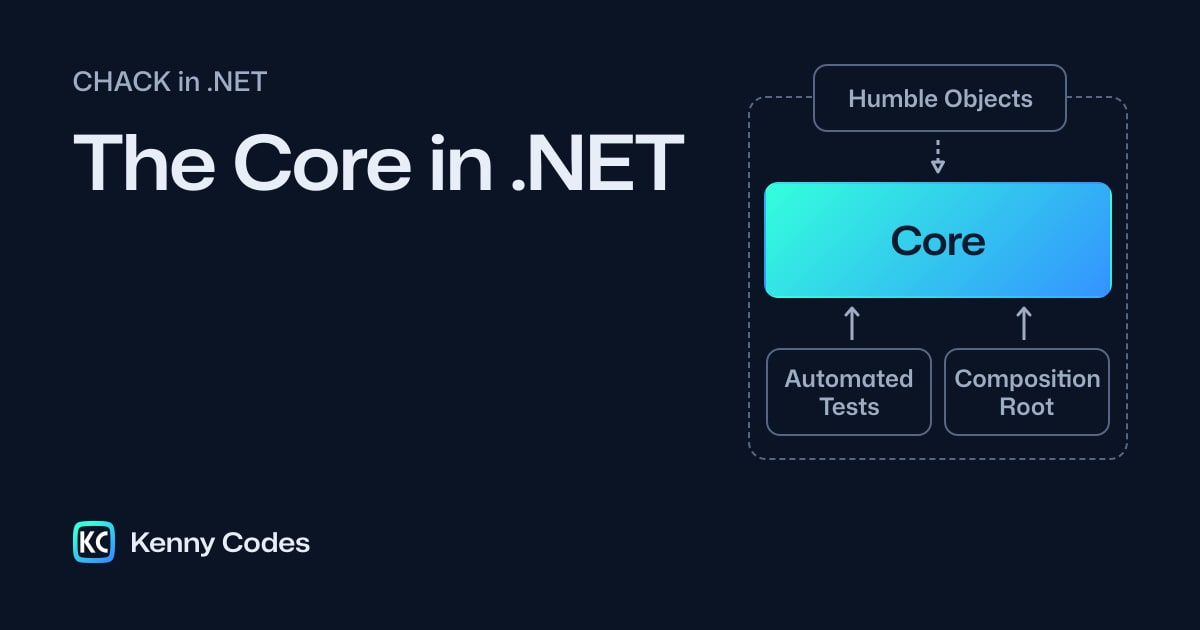 CHACK in .NET
The Core in .NET
Humble Objects
Core
Automated
Tests
Composition
Root
KC
Kenny Codes